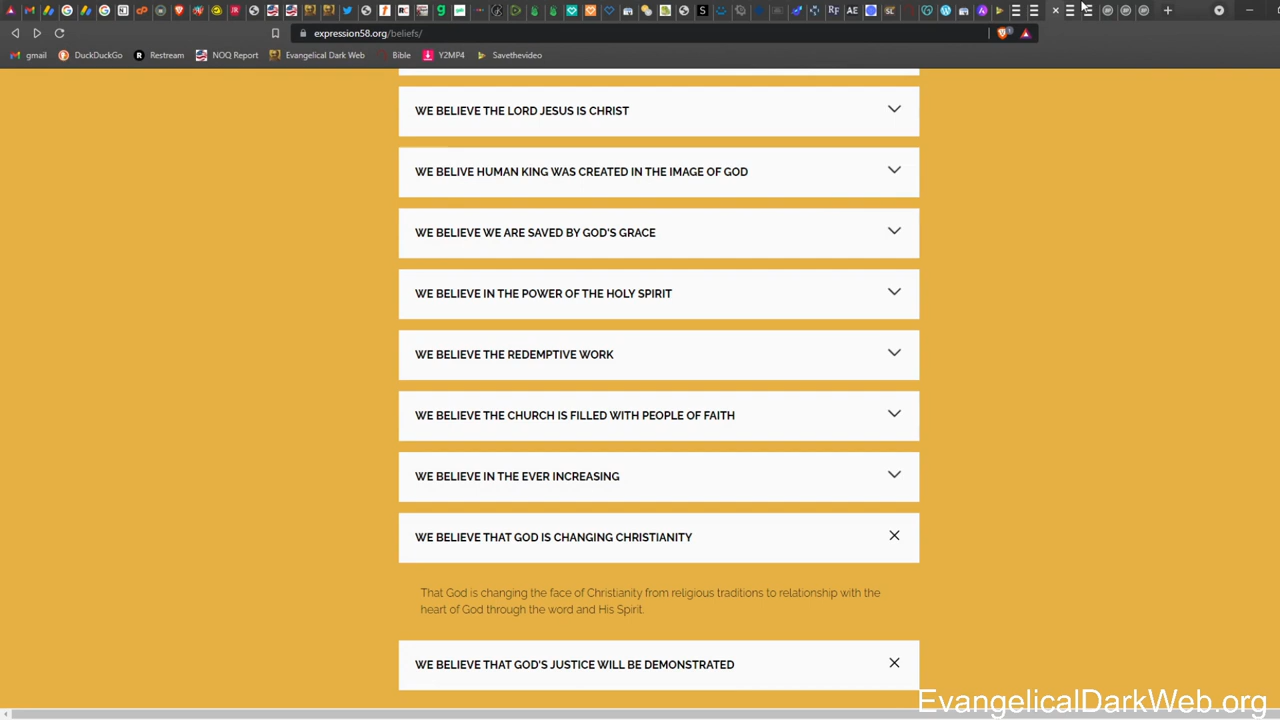 expression58.org/beliefs/
gmail DuckDuckGo Restream NOQ Report Evangelical Dark Web Bible Y2MP4 Savethevideo
WE BELIEVE THE LORD JESUS IS CHRIST
WE BELIVE HUMAN KING WAS CREATED IN THE IMAGE OF GOD
WE BELIEVE WE ARE SAVED BY GOD'S GRACE
WE BELIEVE IN THE POWER OF THE HOLY SPIRIT
WE BELIEVE THE REDEMPTIVE WORK
WE BELIEVE THE CHURCH IS FILLED WITH PEOPLE OF FAITH
WE BELIEVE IN THE EVER INCREASING
WE BELIEVE THAT GOD IS CHANGING CHRISTIANITY
That God is changing the face of Christianity from religious traditions to relationship with the
heart of God through the word and His Spirit.
WE BELIEVE THAT GOD'S JUSTICE WILL BE DEMONSTRATED
EvangelicalDarkWeb.org